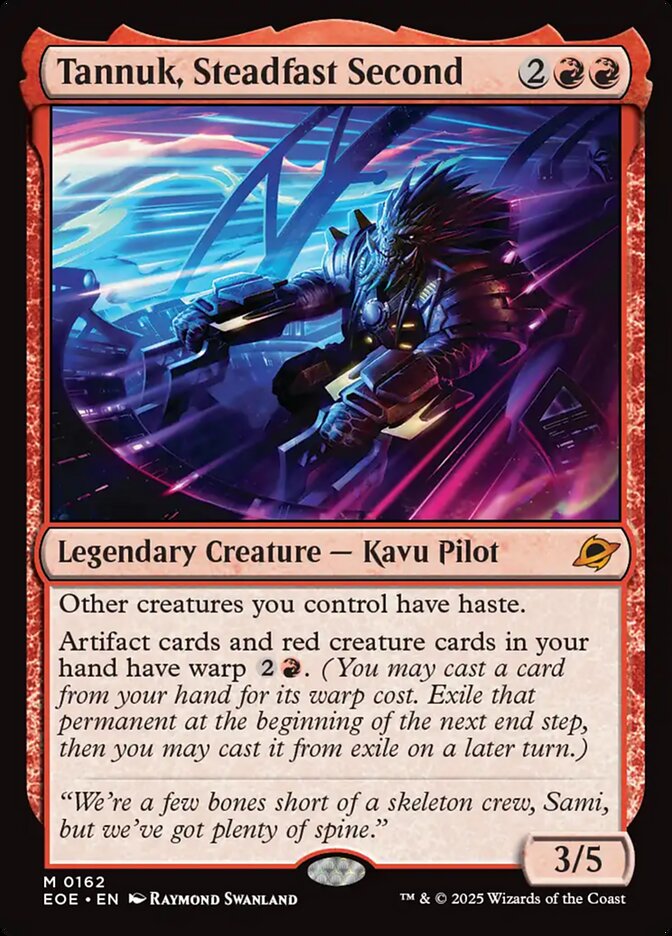 Tannuk, Steadfast Second 2
Legendary Creature — Kavu Pilot
Other creatures you control have haste.
Artifact cards and red creature cards in your
hand have warp 2. (You may cast a card
from your hand for its warp cost. Exile that
permanent at the beginning of the next end step,
then you may cast it from exile on a later turn.)
“We’re a few bones short of a skeleton crew, Sami,
but we’ve got plenty of spine.”
3/5
M 0162
EOE • EN RAYMOND SWANLAND
™ & © 2025 Wizards of the Coast